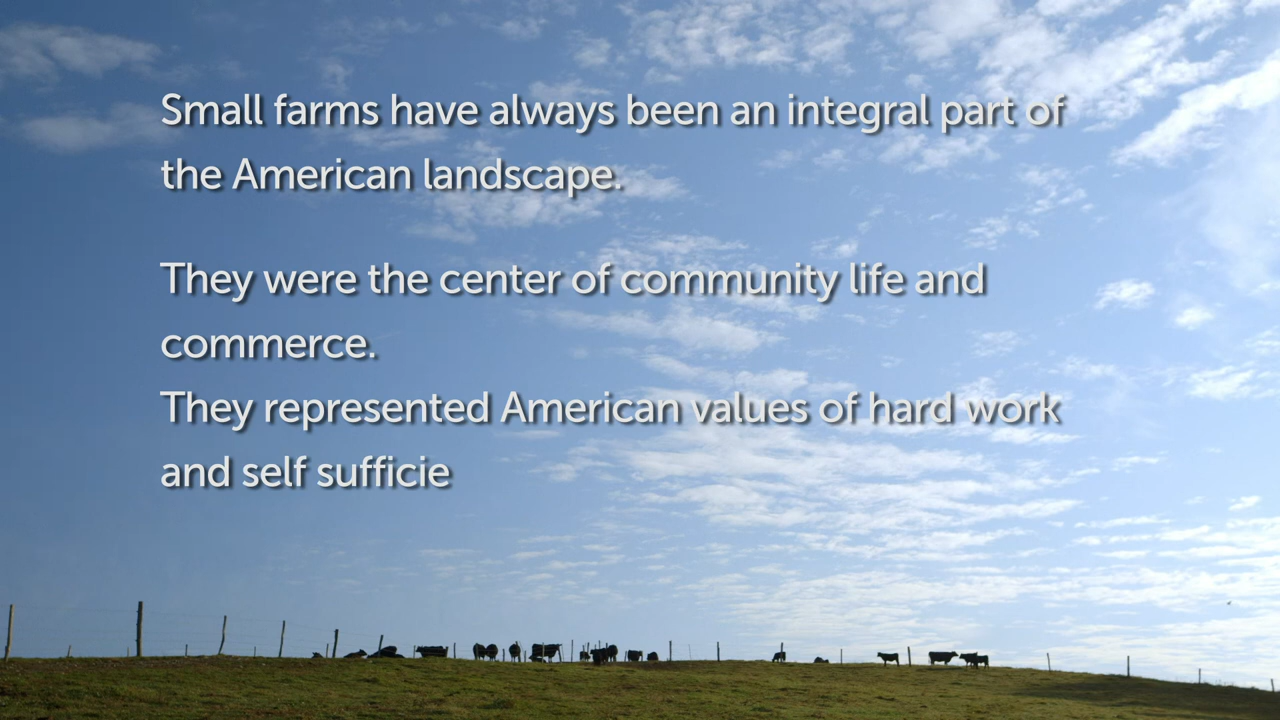 Small farms have always been an integral part of
the American landscape.
They were the center of community life and
commerce.
They represented American values of hard work
and self sufficie